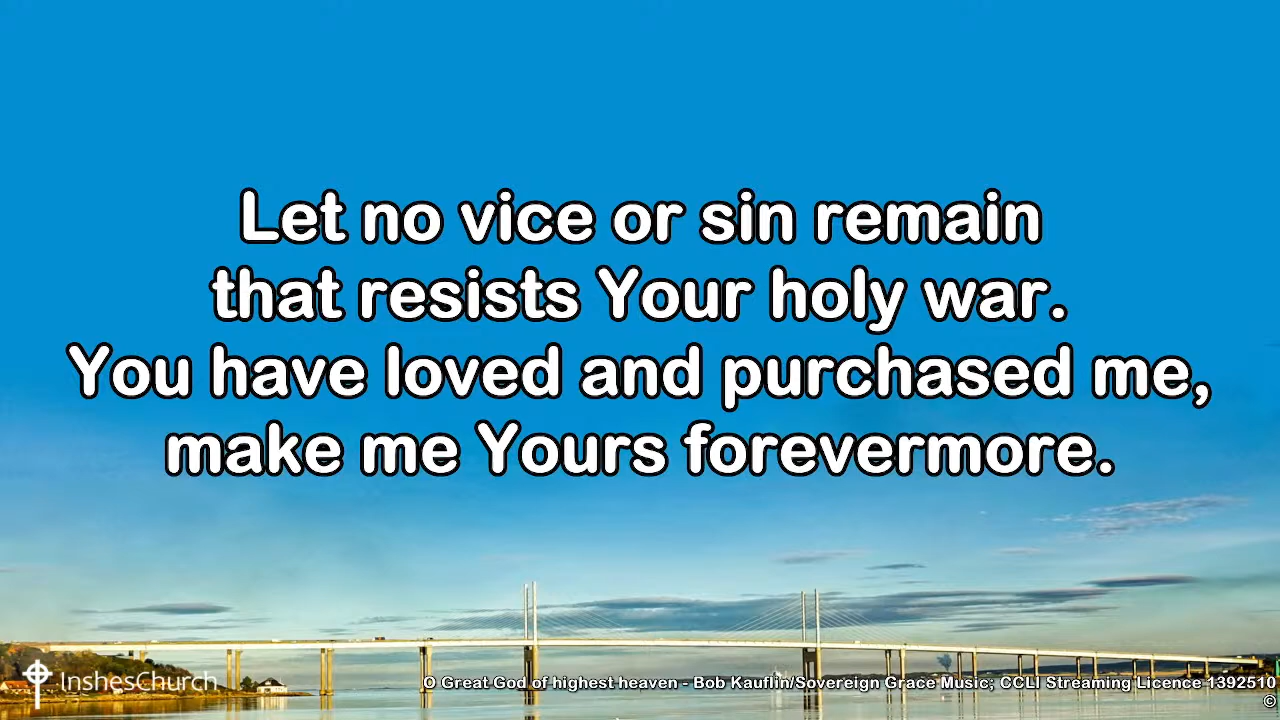 Let no vice or sin remain
that resists Your holy war.
You have loved and purchased me,
make me Yours forevermore.
InshesChurch
O Great God of highest heaven - Bob Kauflin/Sovereign Grace Music; CCLI Streaming Licence 1392510
©